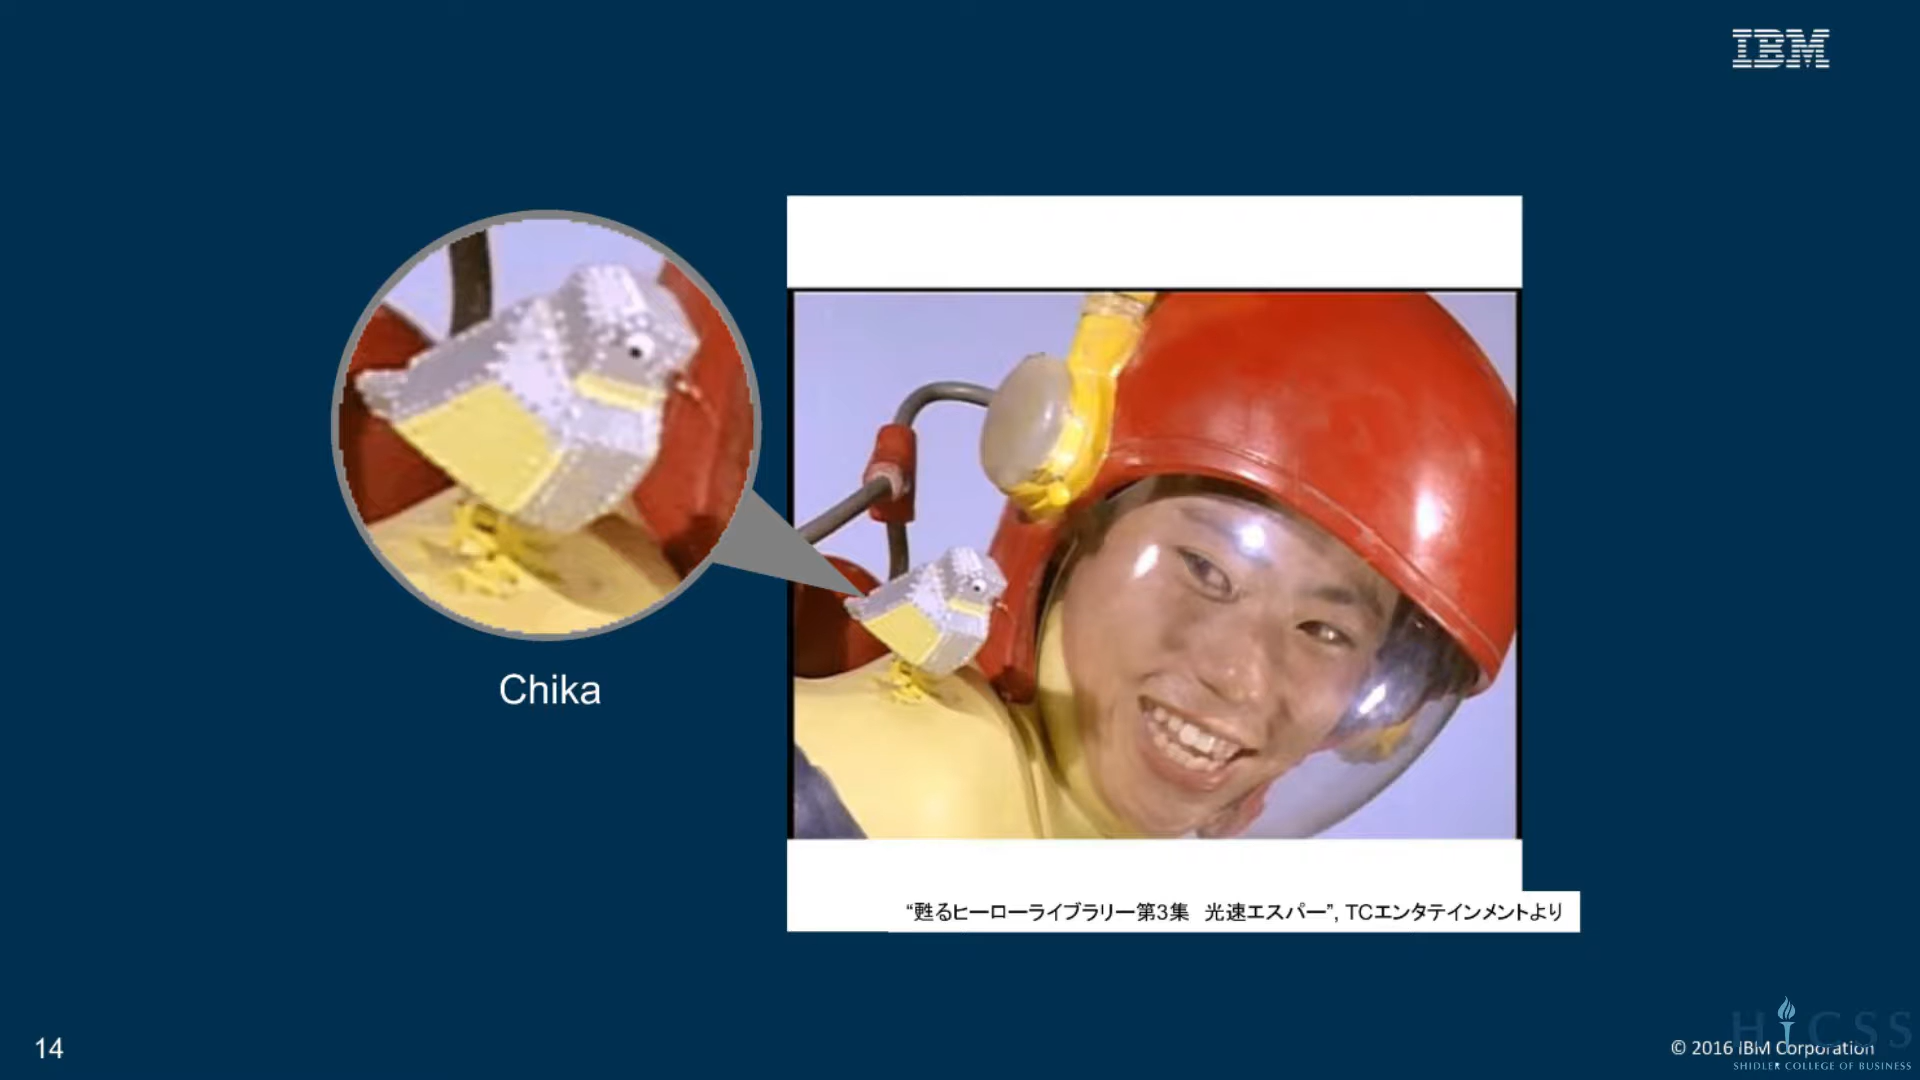 IBM
Chika
“甦るヒーローライブラリー第3集　光速エスパー”, TCエンタテインメントより
14
© 2016 IBM Corporation
HICSS
SHIDLER COLLEGE OF BUSINESS